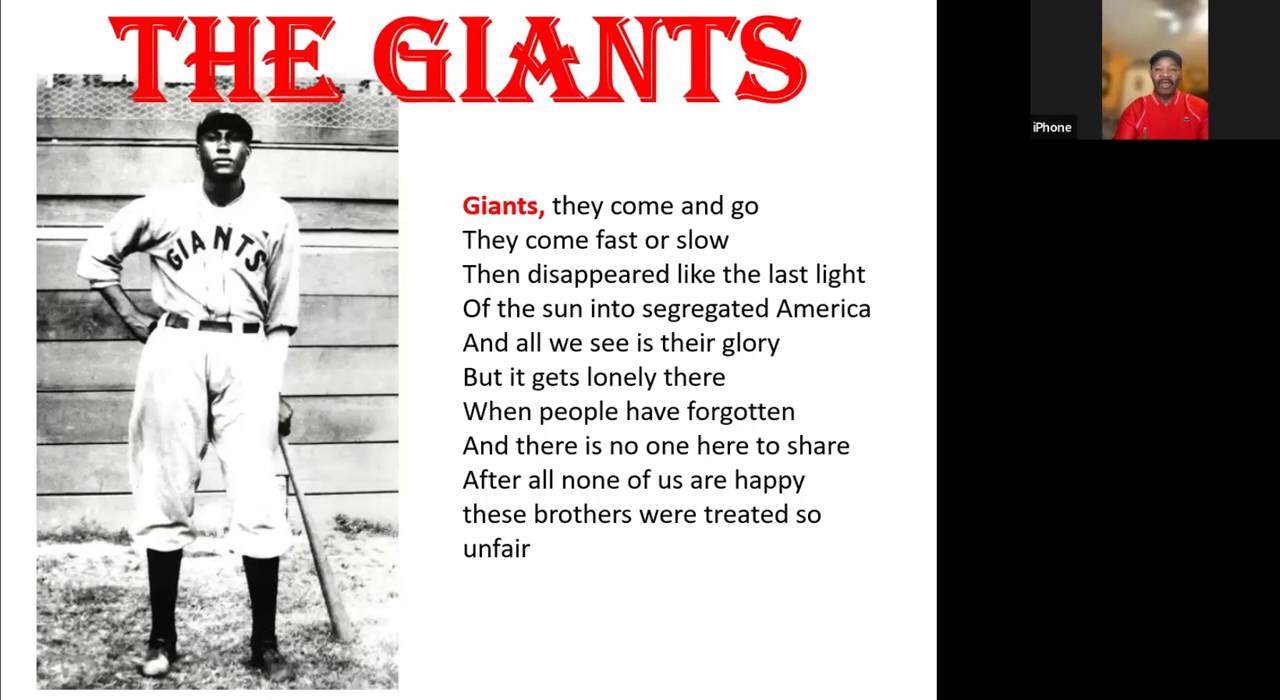 THE GIANTS
GIANTS
Giants, they come and go
They come fast or slow
Then disappeared like the last light
Of the sun into segregated America
And all we see is their glory
But it gets lonely there
When people have forgotten
And there is no one here to share
After all none of us are happy
these brothers were treated so
unfair
iPhone